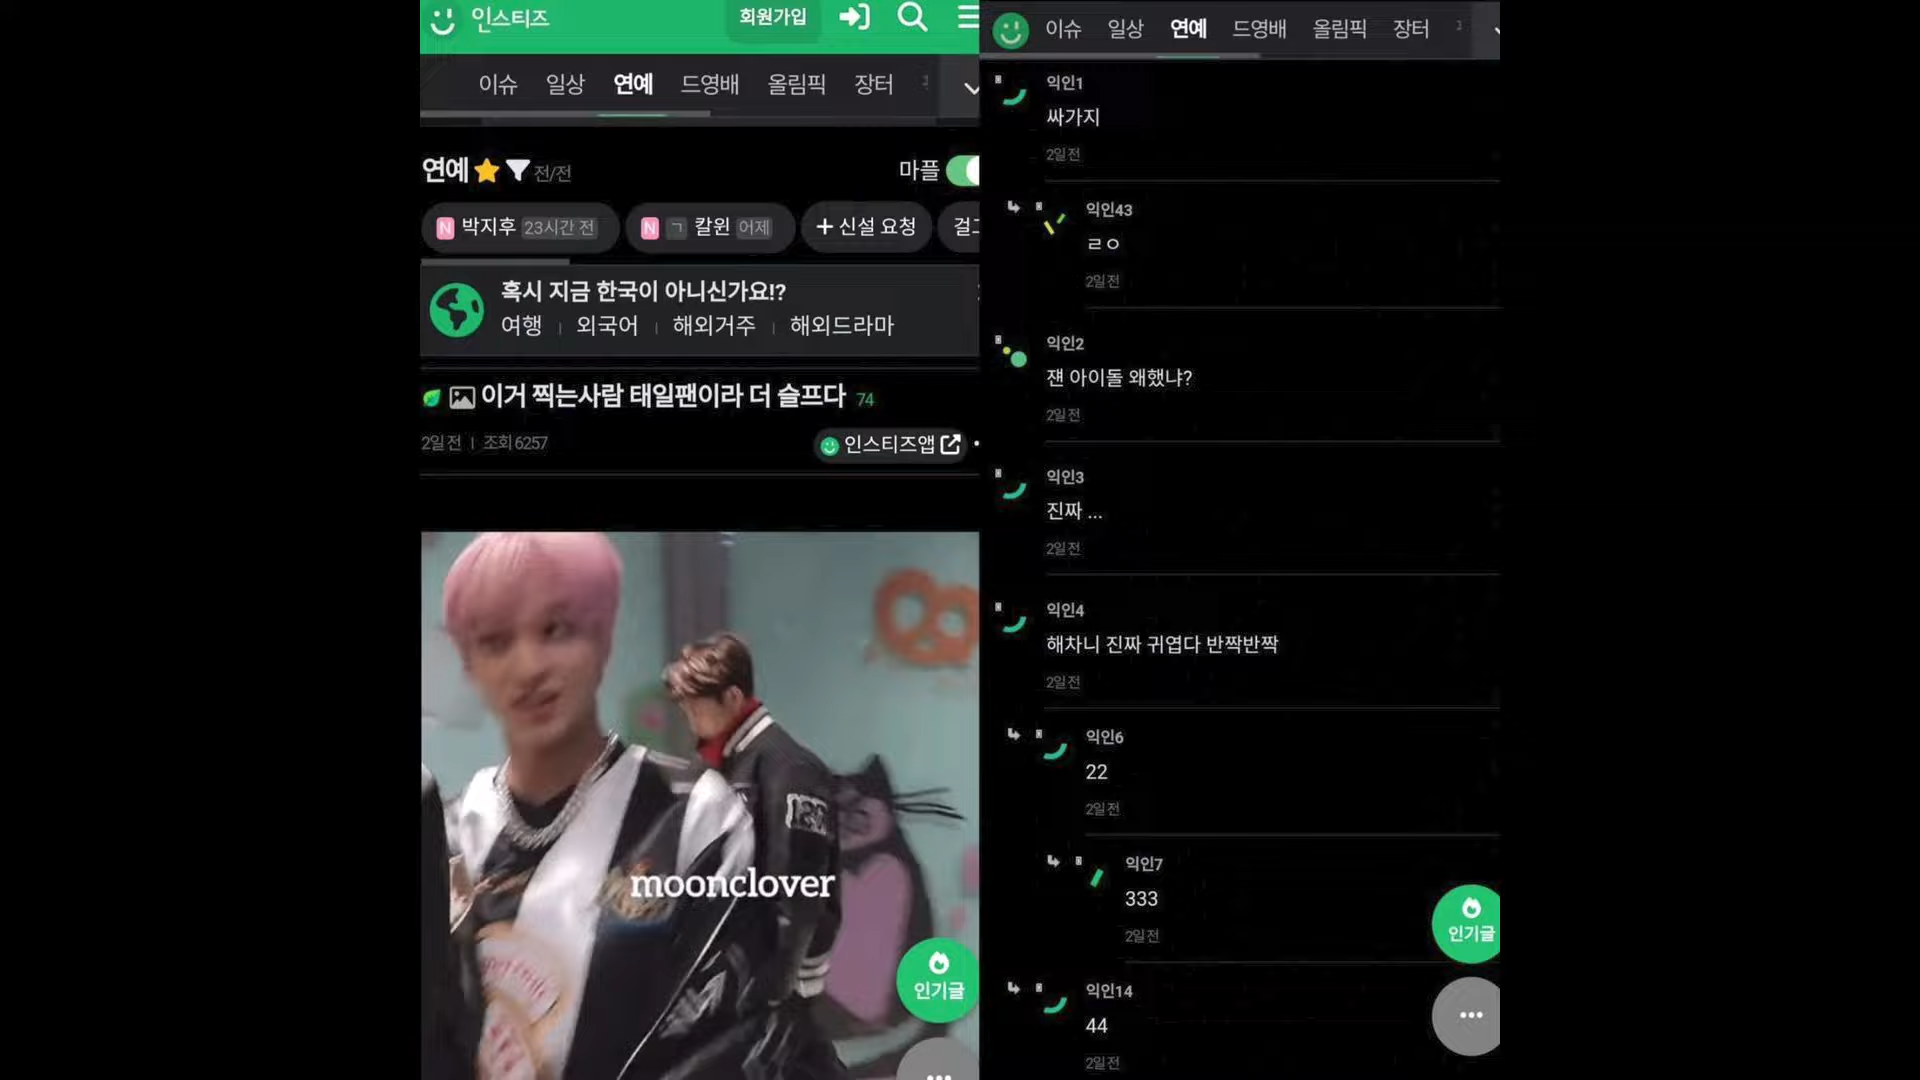 인스티즈
회원가입
이슈 일상 연예 드영배 올림픽 장터
연예 전/전 마플
N 박지후 23시간 전 N ㄱ 칼윈 어제 + 신설 요청 걸그
혹시 지금 한국이 아니신가요!?
여행 | 외국어 | 해외거주 | 해외드라마
이거 찍는사람 태일팬이라 더 슬프다 74
2일 전 | 조회 6257
인스티즈앱
moonclover
인기글
이슈 일상 연예 드영배 올림픽 장터
익인1
싸가지
2일전
익인43
ㄹㅇ
2일전
익인2
쟨 아이돌 왜했냐?
2일전
익인3
진짜 ...
2일전
익인4
해차니 진짜 귀엽다 반짝반짝
2일전
익인6
22
2일전
익인7
333
2일전
익인14
44
2일전
인기글